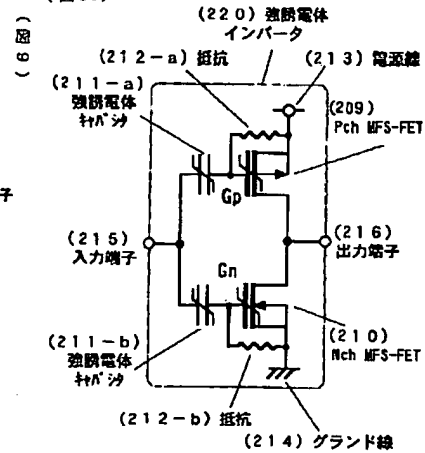 (図9)
(220) 強誘電体
インバータ
(212-a) 抵抗
(213) 電源線
(211-a)
強誘電体
ｷｬﾊﾟｼﾀ
(209)
Pch MFS-FET
Gp
子
(215)
入力端子
(216)
出力端子
Gn
(211-b)
強誘電体
ｷｬﾊﾟｼﾀ
(210)
Nch MFS-FET
(212-b) 抵抗
(214) グランド線